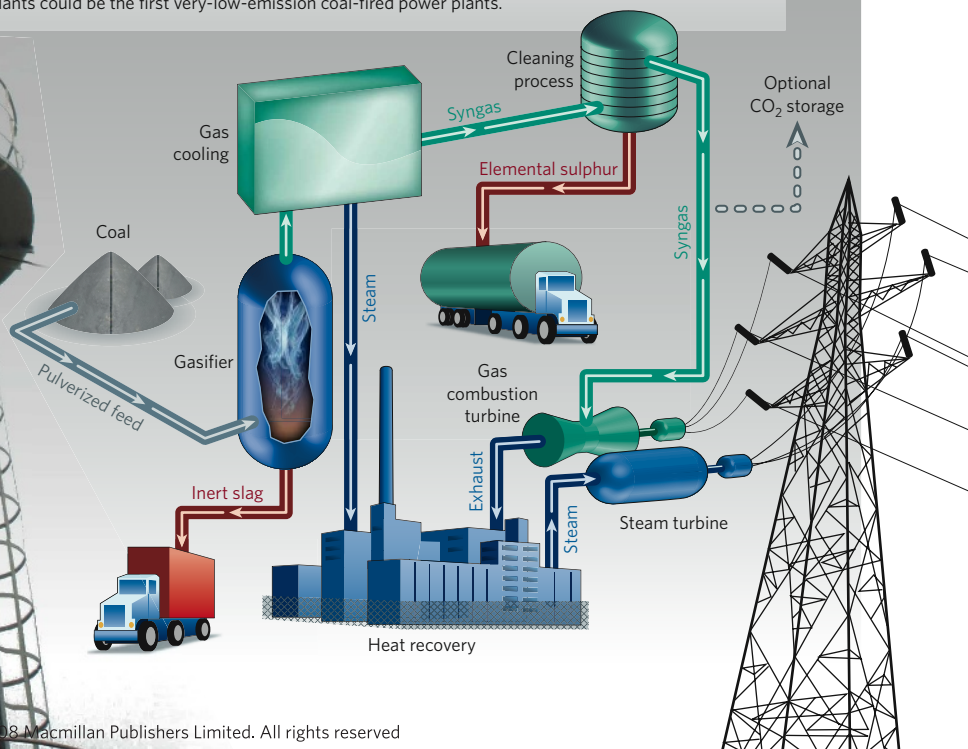 could be the first very-low-emission coal-fired power plants.
Cleaning
process
Optional
CO₂ storage
Syngas
Gas
cooling
Elemental sulphur
Syngas
Coal
Steam
Gasifier
Pulverized feed
Gas
combustion
turbine
Exhaust
Inert slag
Steam
Steam turbine
Heat recovery
Macmillan Publishers Limited. All rights reserved